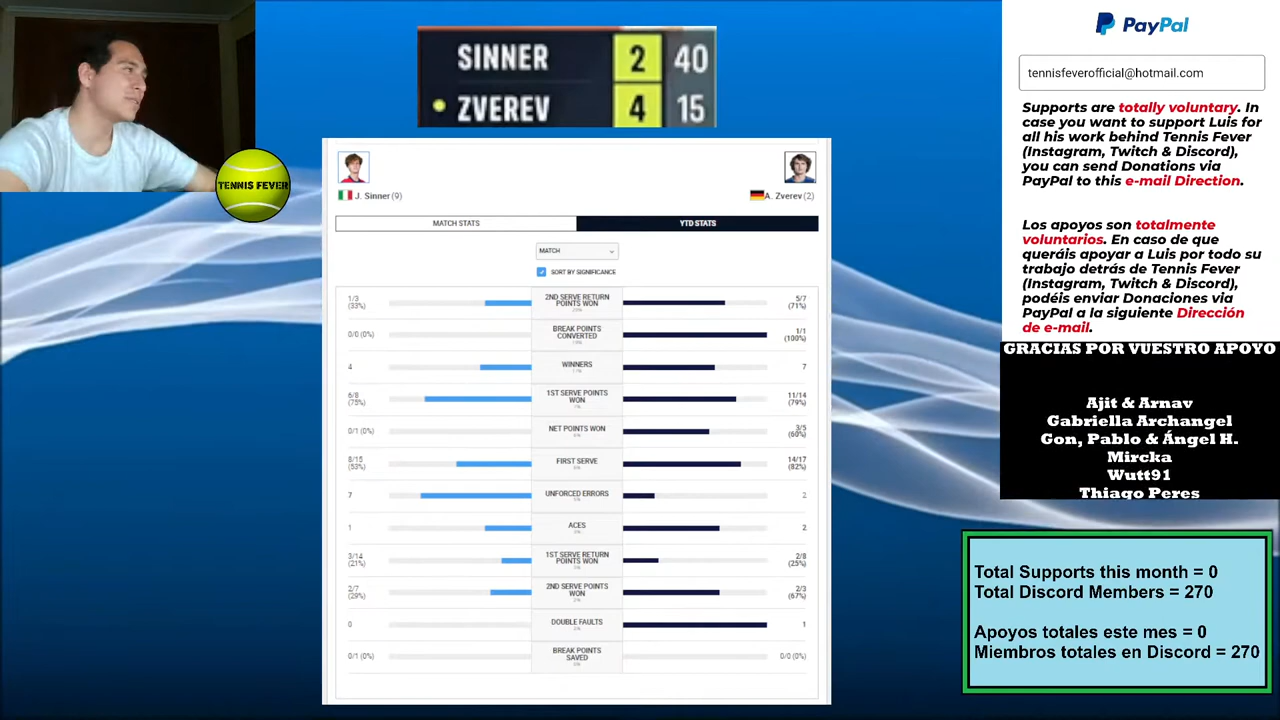 SINNER 2 40
ZVEREV 4 15
TENNIS FEVER
J. Sinner (9)
A. Zverev (2)
MATCH STATS
YTD STATS
MATCH
SORT BY SIGNIFICANCE
1/3 (33%) 2ND SERVE RETURN POINTS WON 5/7 (71%)
0/0 (0%) BREAK POINTS CONVERTED 1/1 (100%)
4 WINNERS 7
6/8 (75%) 1ST SERVE POINTS WON 11/14 (79%)
0/1 (0%) NET POINTS WON 3/5 (60%)
8/15 (53%) FIRST SERVE 14/17 (82%)
7 UNFORCED ERRORS 2
1 ACES 2
3/14 (21%) 1ST SERVE RETURN POINTS WON 2/8 (25%)
2/7 (29%) 2ND SERVE POINTS WON 2/3 (67%)
0 DOUBLE FAULTS 1
0/1 (0%) BREAK POINTS SAVED 0/0 (0%)
PayPal
tennisfeverofficial@hotmail.com
Supports are totally voluntary. In
case you want to support Luis for
all his work behind Tennis Fever
(Instagram, Twitch & Discord),
you can send Donations via
PayPal to this e-mail Direction.
Los apoyos son totalmente
voluntarios. En caso de que
queráis apoyar a Luis por todo su
trabajo detrás de Tennis Fever
(Instagram, Twitch & Discord),
podéis enviar Donaciones via
PayPal a la siguiente Dirección
de e-mail.
GRACIAS POR VUESTRO APOYO
Ajit & Arnav
Gabriella Archangel
Gon, Pablo & Ángel H.
Mircka
Wutt91
Thiago Peres
Total Supports this month = 0
Total Discord Members = 270
Apoyos totales este mes = 0
Miembros totales en Discord = 270